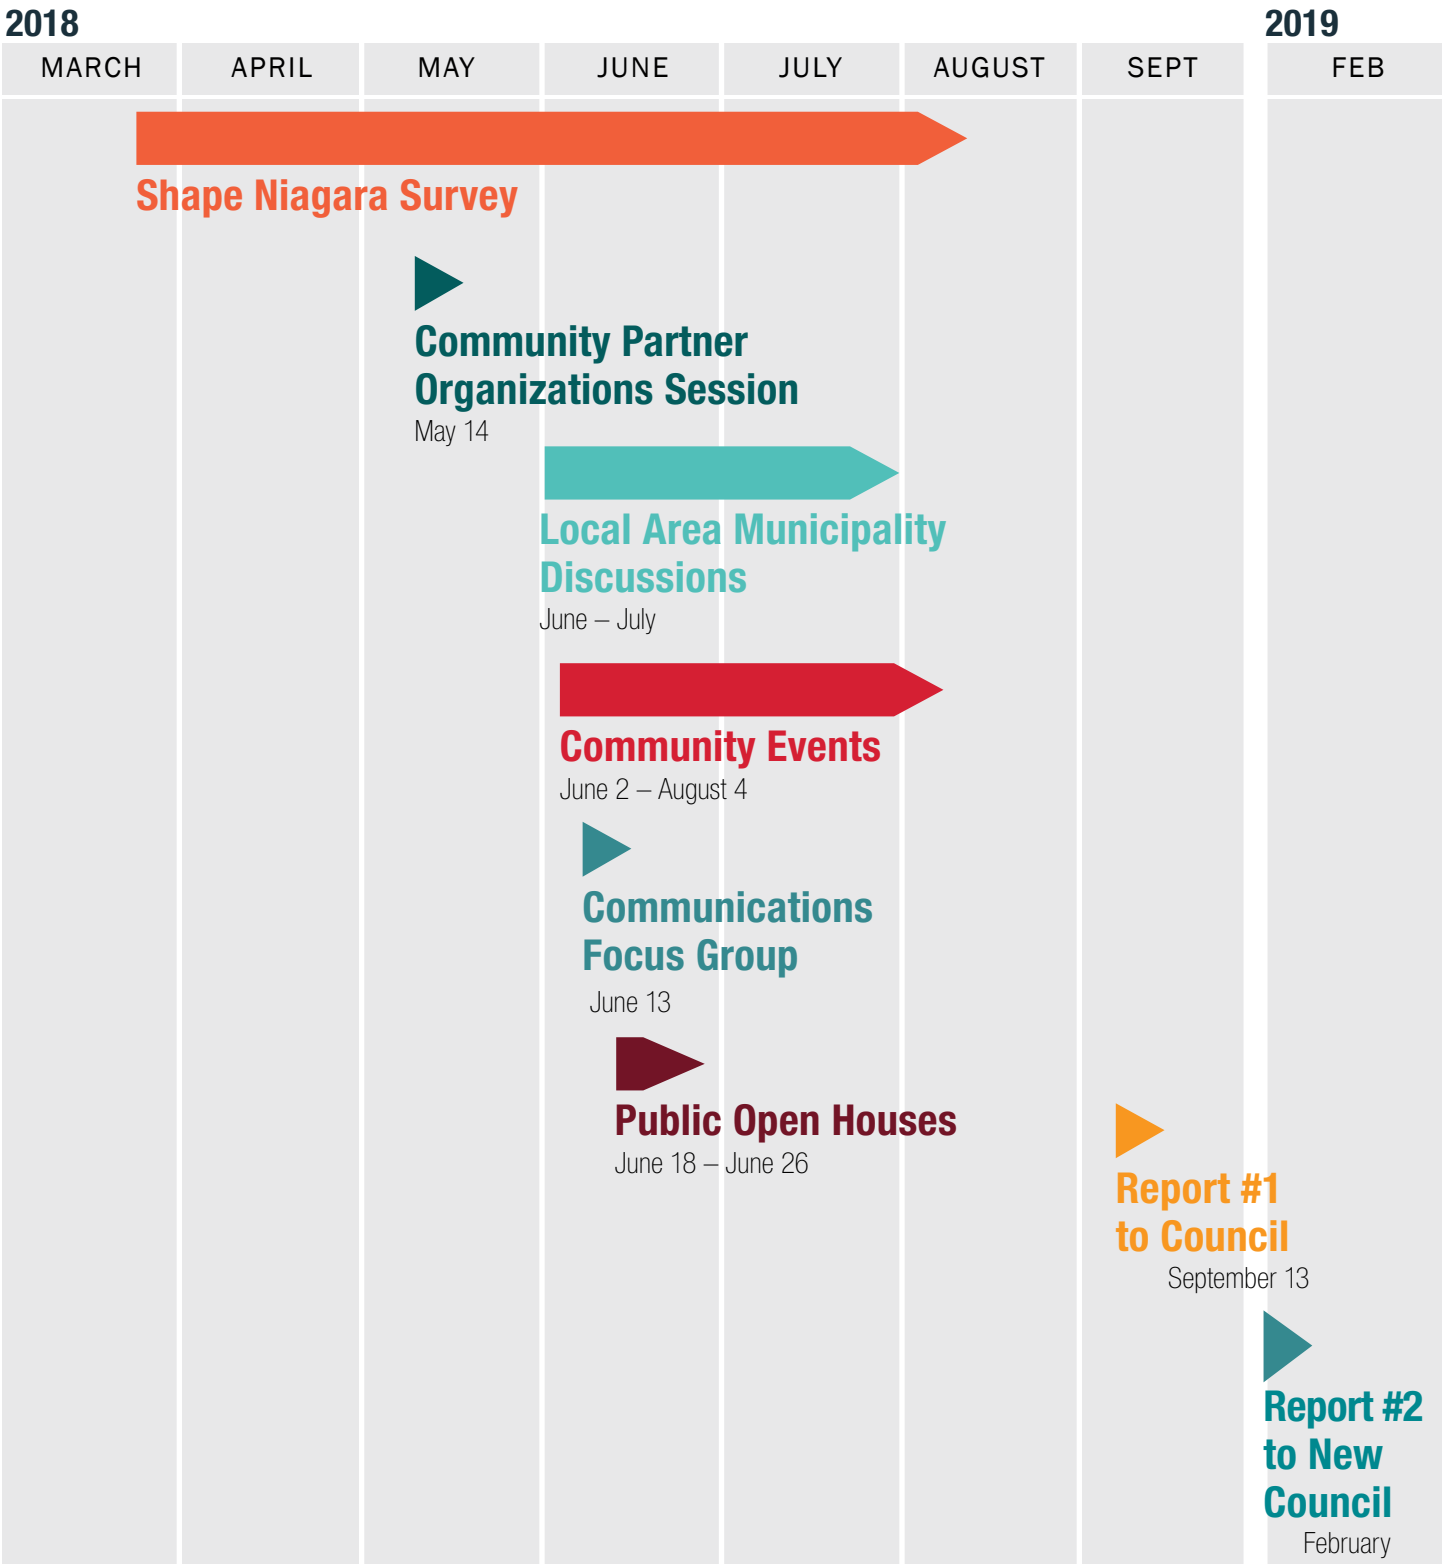 2018
2019
MARCH
APRIL
MAY
JUNE
JULY
AUGUST
SEPT
FEB
Shape Niagara Survey
Community Partner
Organizations Session
May 14
Local Area Municipality
Discussions
June – July
Community Events
June 2 – August 4
Communications
Focus Group
June 13
Public Open Houses
June 18 – June 26
Report #1
to Council
September 13
Report #2
to New
Council
February